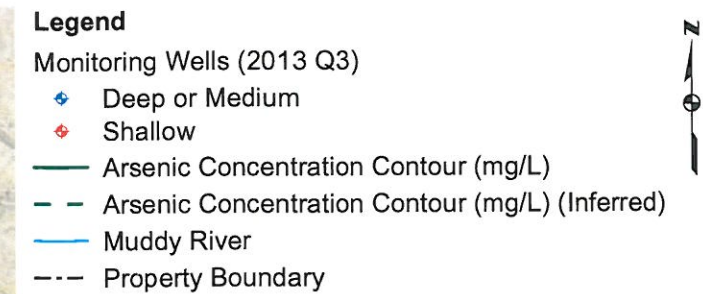 Legend
N
Monitoring Wells (2013 Q3)
Deep or Medium
Shallow
Arsenic Concentration Contour (mg/L)
Arsenic Concentration Contour (mg/L) (Inferred)
Muddy River
Property Boundary